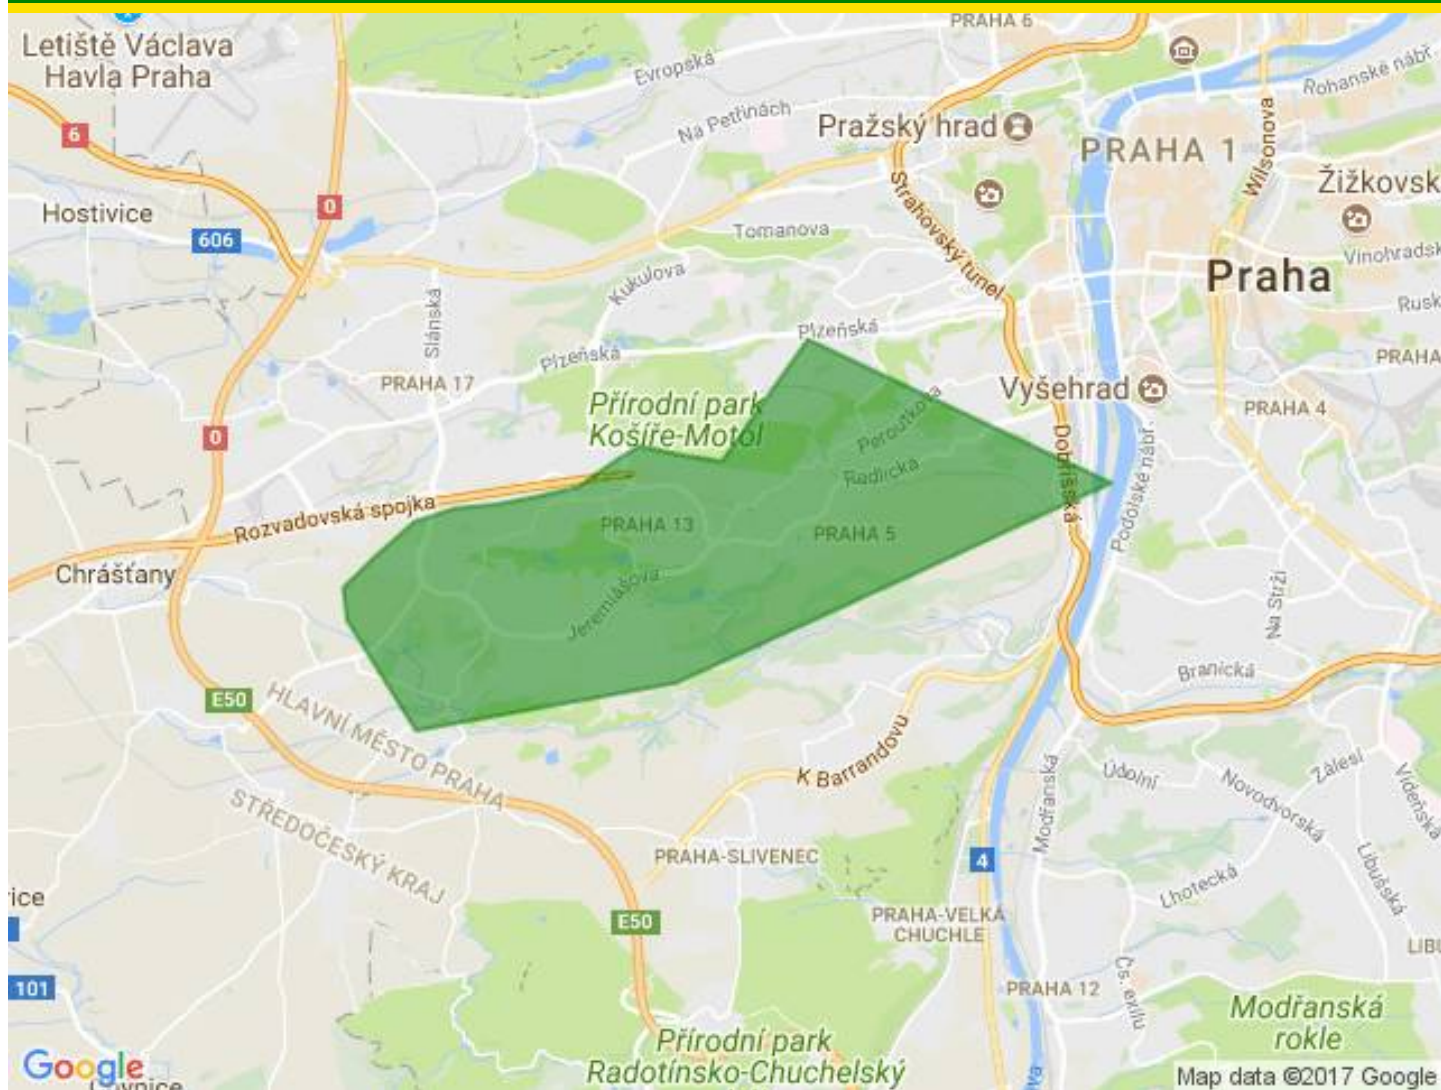 PRAHA 6
Letiště Václava
Havla Praha
Evropská
Rohanské nábř.
6
Na Petřinách
Pražský hrad
PRAHA 1
Wilsonova
Žižkovsk
Strahovský tunel
Hostivice
0
606
Tomanova
Vinohradsk
Kukulova
Praha
Rusk
Slánská
Plzeňská
Plzeňská
PRAHA
PRAHA 17
Vyšehrad
Přírodní park
Košíře-Motol
Peroutkova
PRAHA 4
0
Dobříšská
Podolské nábř.
Radlická
Rozvadovská spojka
PRAHA 13
PRAHA 5
Chrášťany
Jeremiášova
Na Strži
Branická
E50
HLAVNÍ MĚSTO PRAHA
STŘEDOČESKÝ KRAJ
K Barrandovu
Údolní
Zálesí
Novodvorská
Vídeňská
Modřanská
PRAHA-SLIVENEC
4
Libušská
Lhotecká
ice
E50
PRAHA-VELKÁ
CHUCHLE
LIBU
101
Čs. exilu
PRAHA 12
Modřanská
rokle
Přírodní park
Radotínsko-Chuchelský
Google
Map data ©2017 Google